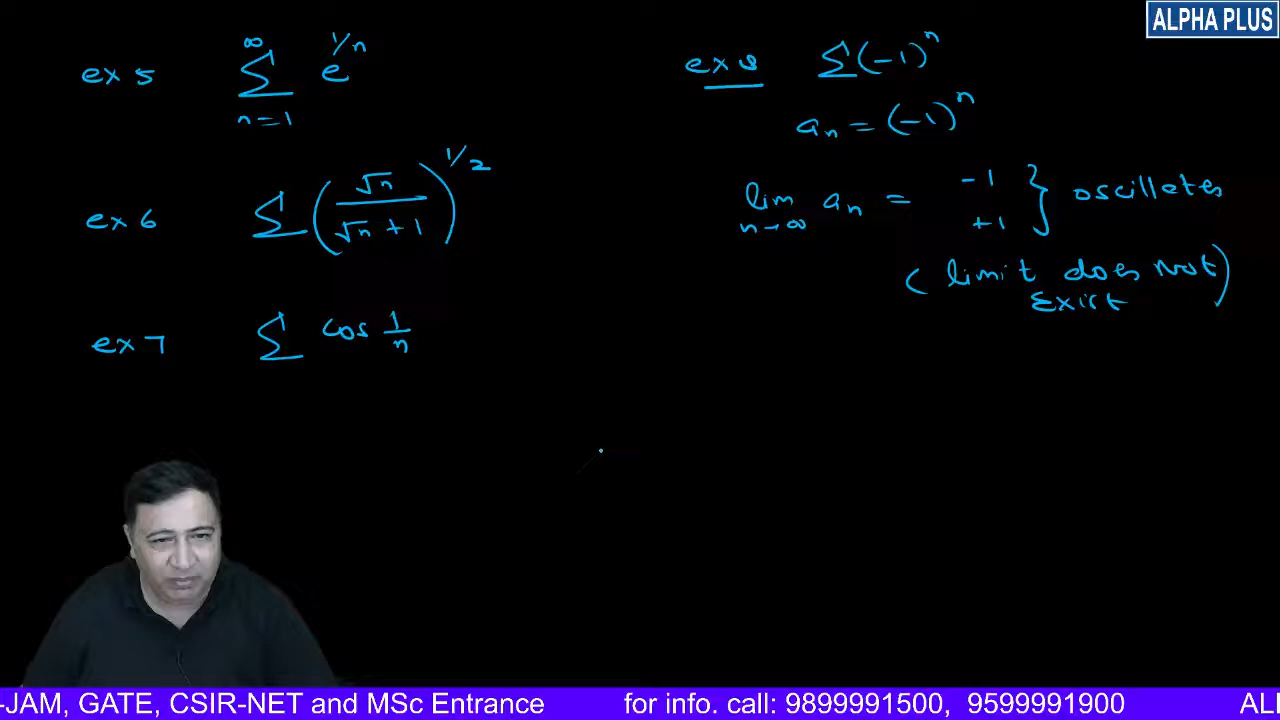 ALPHA PLUS
ex 5 ∑_{n=1}^{∞} e^{1/n}
ex 6 ∑ (√n / (√n + 1))^{1/2}
ex 7 ∑ cos 1/n
ex 8 ∑ (-1)^n
a_n = (-1)^n
lim_{n→∞} a_n = -1 +1 } oscilletes
( limit does not
Exist )
-JAM, GATE, CSIR-NET and MSc Entrance for info. call: 9899991500, 9599991900 AL